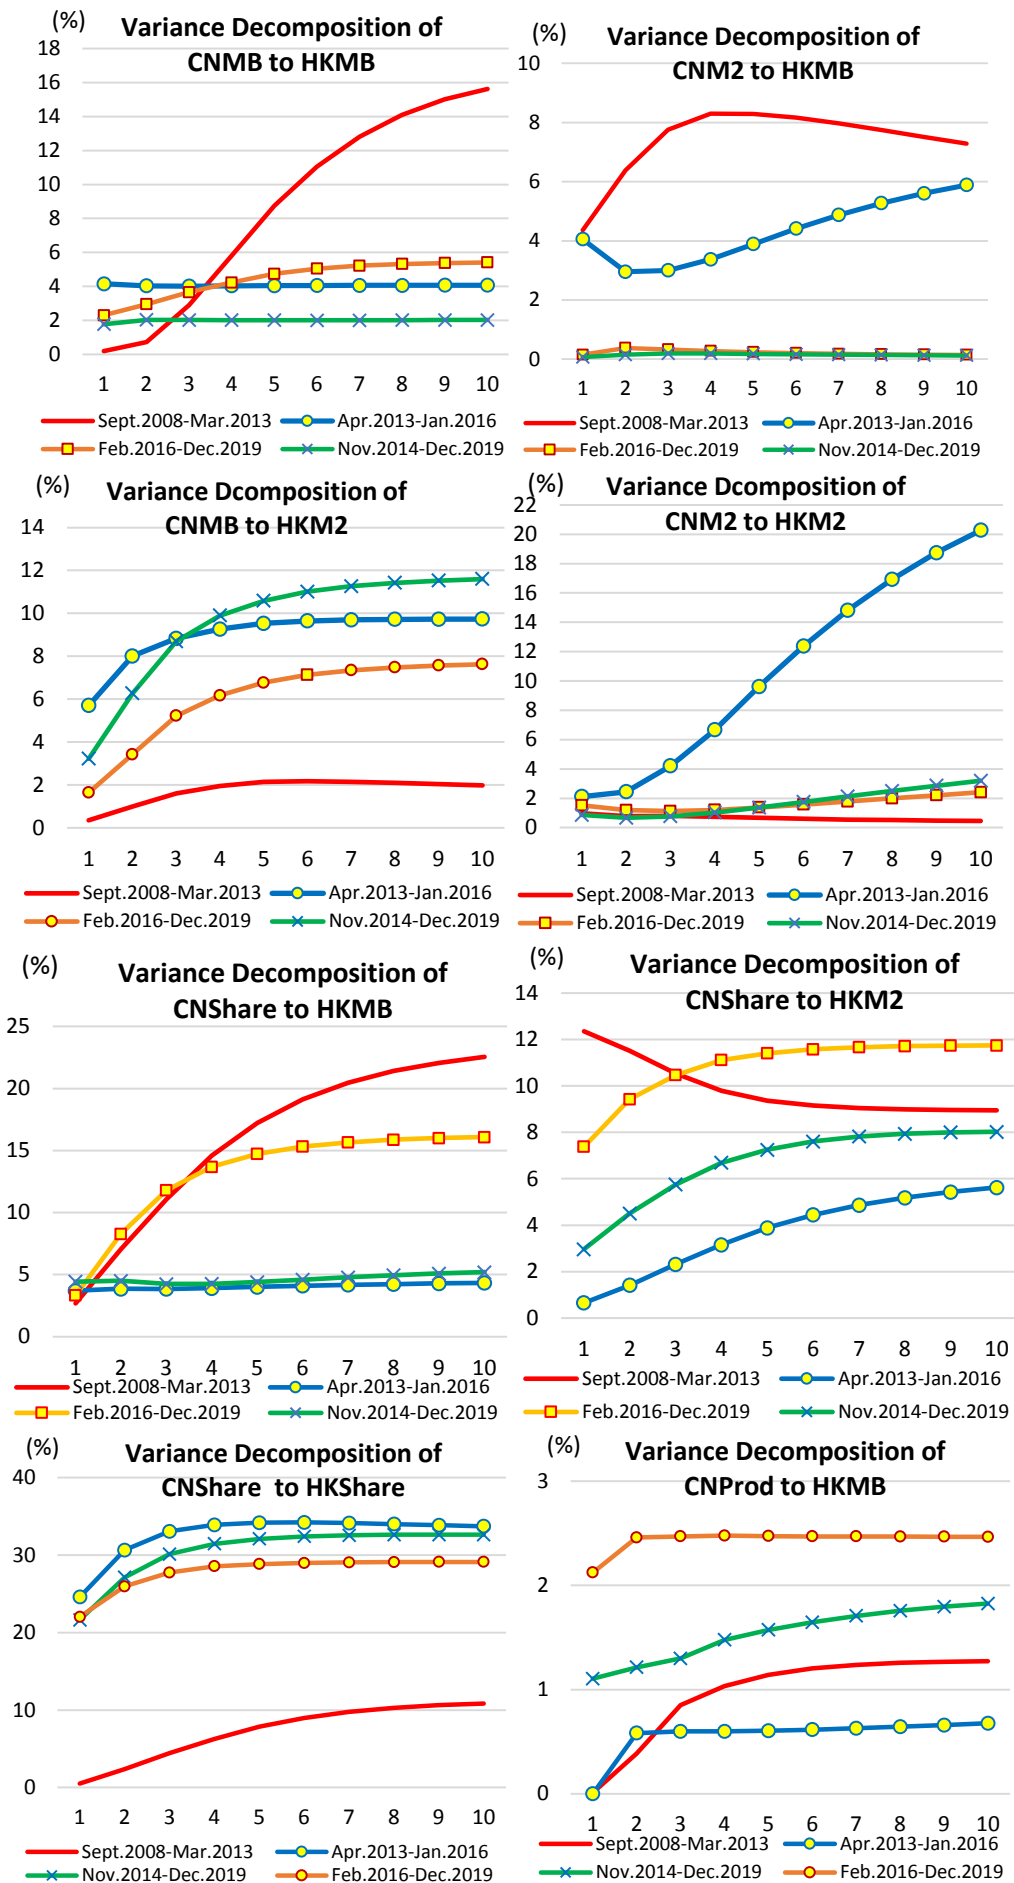 (%)
Variance Decomposition of
CNMB to HKMB
18
16
14
12
10
8
6
4
2
0
1 2 3 4 5 6 7 8 9 10
Sept.2008-Mar.2013 Apr.2013-Jan.2016
Feb.2016-Dec.2019 Nov.2014-Dec.2019
(%)
Variance Decomposition of
CNM2 to HKMB
10
8
6
4
2
0
1 2 3 4 5 6 7 8 9 10
Sept.2008-Mar.2013 Apr.2013-Jan.2016
Feb.2016-Dec.2019 Nov.2014-Dec.2019
(%)
Variance Dcomposition of
CNMB to HKM2
14
12
10
8
6
4
2
0
1 2 3 4 5 6 7 8 9 10
Sept.2008-Mar.2013 Apr.2013-Jan.2016
Feb.2016-Dec.2019 Nov.2014-Dec.2019
(%)
Variance Dcomposition of
CNM2 to HKM2
22
20
18
16
14
12
10
8
6
4
2
0
1 2 3 4 5 6 7 8 9 10
Sept.2008-Mar.2013 Apr.2013-Jan.2016
Feb.2016-Dec.2019 Nov.2014-Dec.2019
(%)
Variance Decomposition of
CNShare to HKMB
25
20
15
10
5
0
1 2 3 4 5 6 7 8 9 10
Sept.2008-Mar.2013 Apr.2013-Jan.2016
Feb.2016-Dec.2019 Nov.2014-Dec.2019
(%)
Variance Decomposition of
CNShare to HKM2
14
12
10
8
6
4
2
0
1 2 3 4 5 6 7 8 9 10
Sept.2008-Mar.2013 Apr.2013-Jan.2016
Feb.2016-Dec.2019 Nov.2014-Dec.2019
(%)
Variance Decomposition of
CNShare to HKShare
40
30
20
10
0
1 2 3 4 5 6 7 8 9 10
Sept.2008-Mar.2013 Apr.2013-Jan.2016
Nov.2014-Dec.2019 Feb.2016-Dec.2019
(%)
Variance Decomposition of
CNProd to HKMB
3
2
1
0
1 2 3 4 5 6 7 8 9 10
Sept.2008-Mar.2013 Apr.2013-Jan.2016
Nov.2014-Dec.2019 Feb.2016-Dec.2019